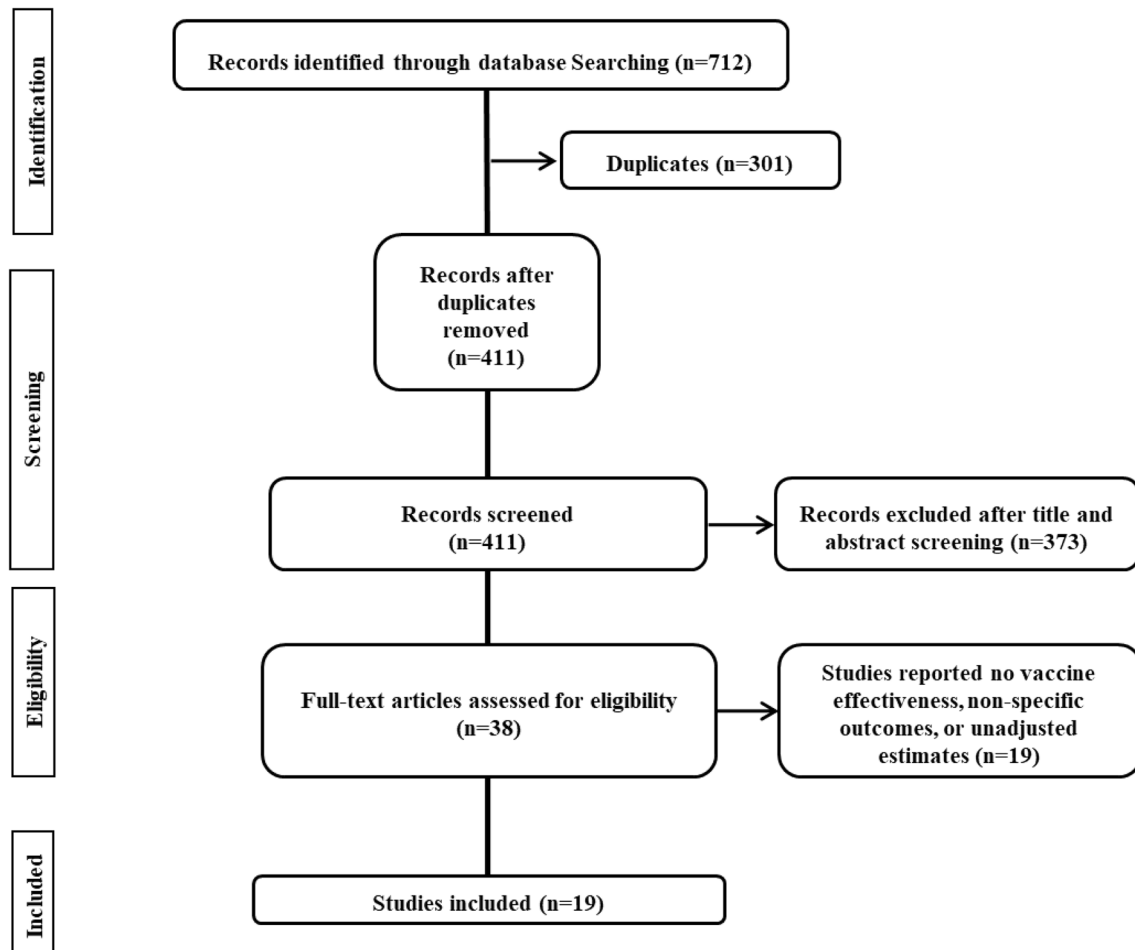 Identification
Records identified through database Searching (n=712)
Duplicates (n=301)
Screening
Records after
duplicates
removed
(n=411)
Records screened
(n=411)
Records excluded after title and
abstract screening (n=373)
Eligibility
Full-text articles assessed for eligibility
(n=38)
Studies reported no vaccine
effectiveness, non-specific
outcomes, or unadjusted
estimates (n=19)
Included
Studies included (n=19)